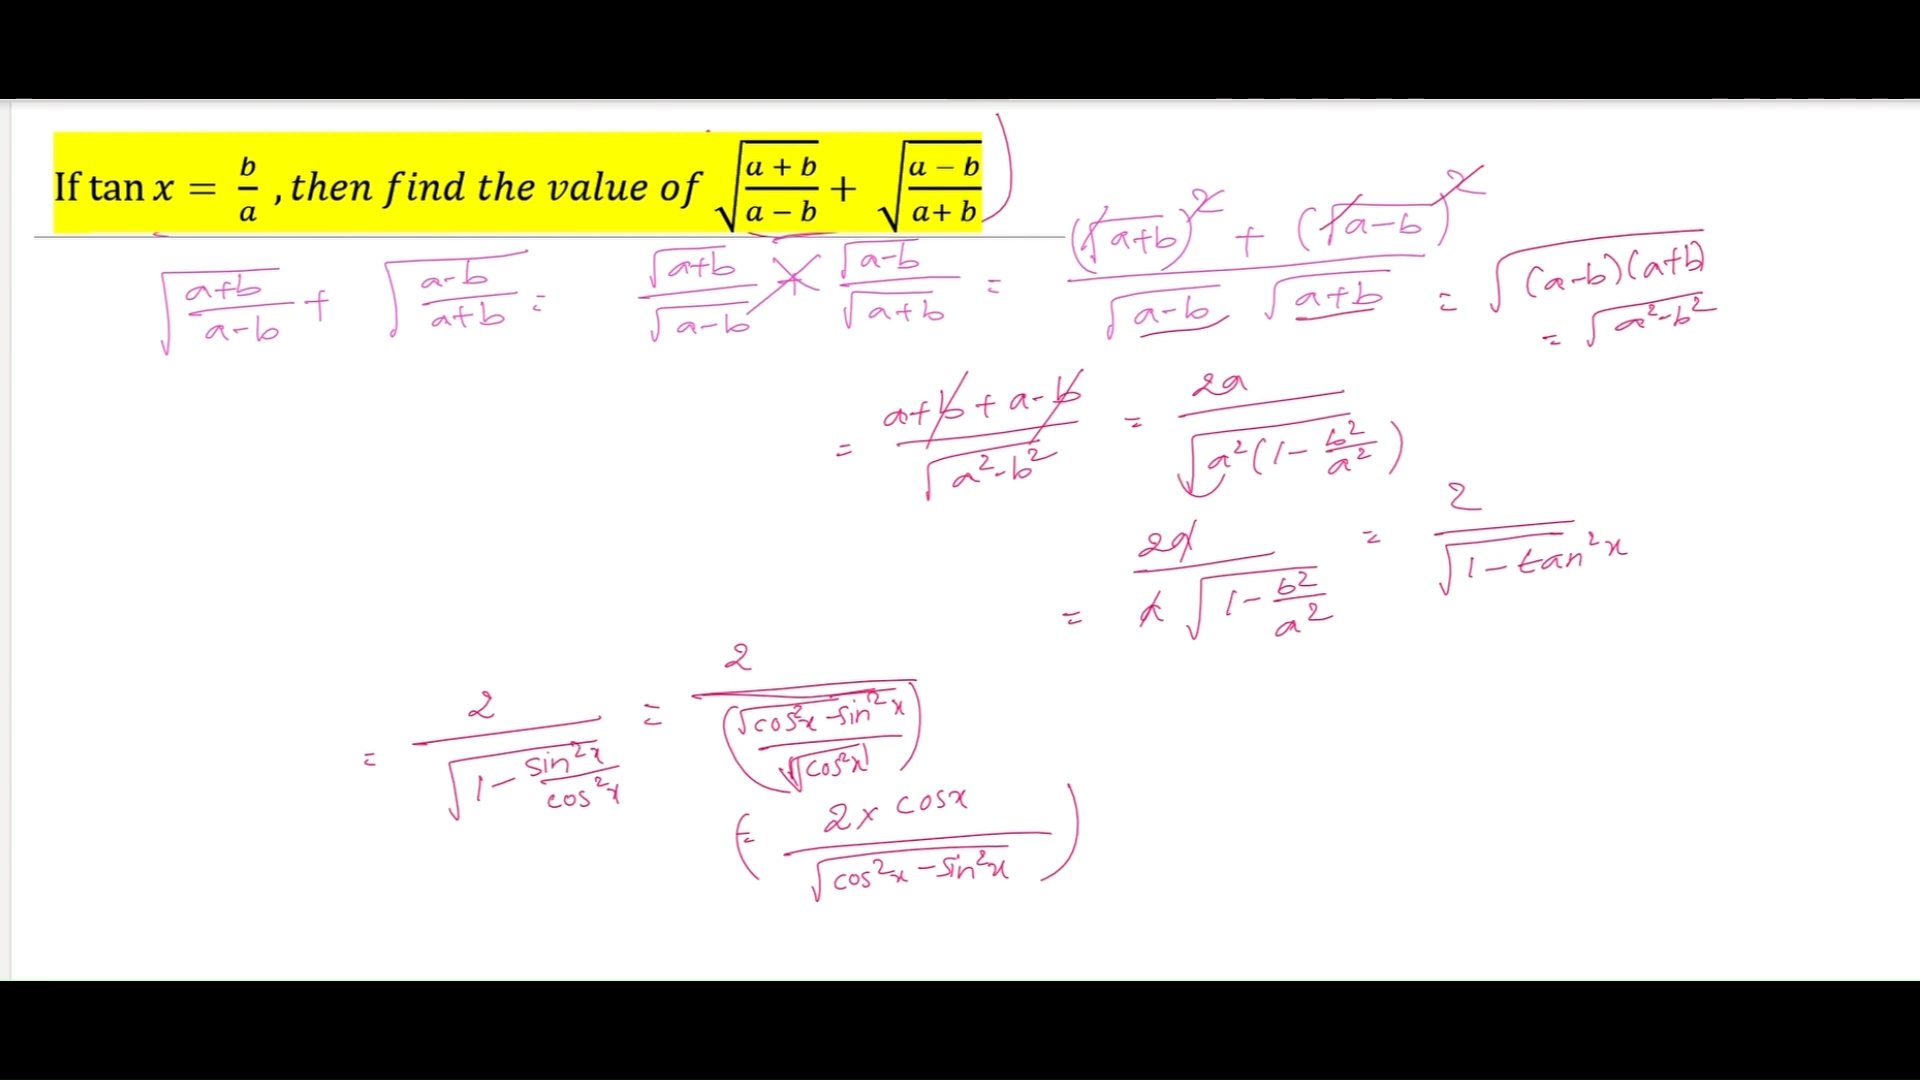 If tan x = b/a , then find the value of √((a + b)/(a − b)) + √((a − b)/(a+ b))
√((a+b)/(a-b)) + √((a-b)/(a+b)) = √(a+b)/√(a-b) × √(a-b)/√(a+b) = ((√(a+b))² + (√(a-b))²)/(√(a-b) √(a+b)) = √((a-b)(a+b))
= √(a²-b²)
= (a+b+a-b)/√(a²-b²) = 2a/√(a²(1-b²/a²))
= 2a/(a√(1-b²/a²)) = 2/√(1-tan²x)
= 2/√(1-sin²x/cos²x) = 2/(√(cos²x-sin²x)/√(cos²x))
= (2 x cosx)/√(cos²x-sin²x)